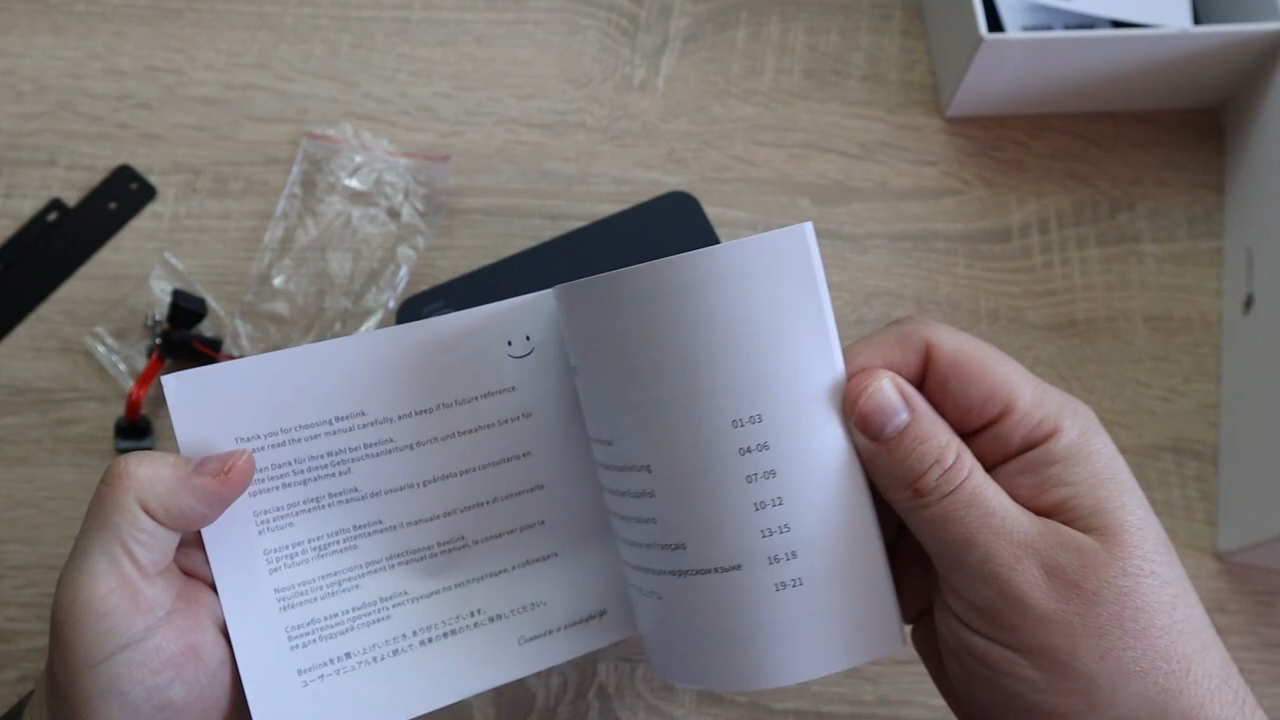 Thank you for choosing Beelink.
read the user manual carefully, and keep it for future reference.
Dank für Ihre Wahl bei Beelink.
lesen Sie diese Gebrauchsanleitung durch und bewahren Sie sie für
spätere Bezugnahme auf.
Gracias por elegir Beelink.
Lea atentamente el manual del usuario y guárdelo para consultarlo en
el futuro.
Grazie per aver scelto Beelink.
Si prega di leggere attentamente il manuale dell'utente e di conservarlo
per futuro riferimento.
Nous vous remercions pour sélectionner Beelink.
Veuillez lire soigneusement le manuel de manuel, le conserver pour le
référence ultérieure.
Спасибо вам за выбор Beelink.
Внимательно прочитать инструкцию по эксплуатации, и соблюдать
ее для будущей справки.
Beelinkをお買い上げいただき、ありがとうございます。
ユーザーマニュアルをよく読んで、将来の参照のために保存してください。
01-03
04-06
Español 07-09
10-12
français 13-15
на русском языке 16-18
19-21